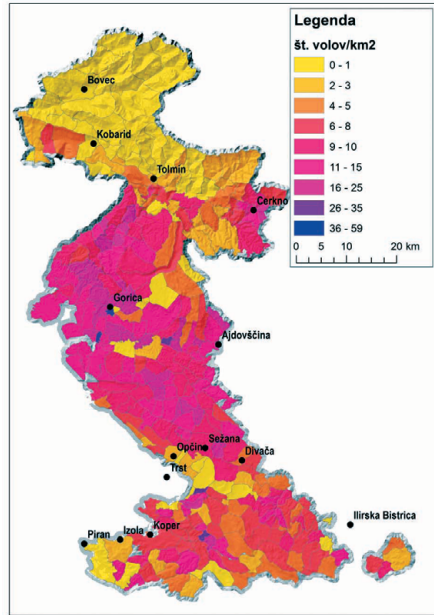 Legenda
št. volov/km2
0 - 1
2 - 3
4 - 5
6 - 8
9 - 10
11 - 15
16 - 25
26 - 35
36 - 59
0 5 10 20 km
Bovec
Kobarid
Tolmin
Cerkno
Gorica
Ajdovščina
Sežana
Opčine
Divača
Trst
Ilirska Bistrica
Koper
Izola
Piran